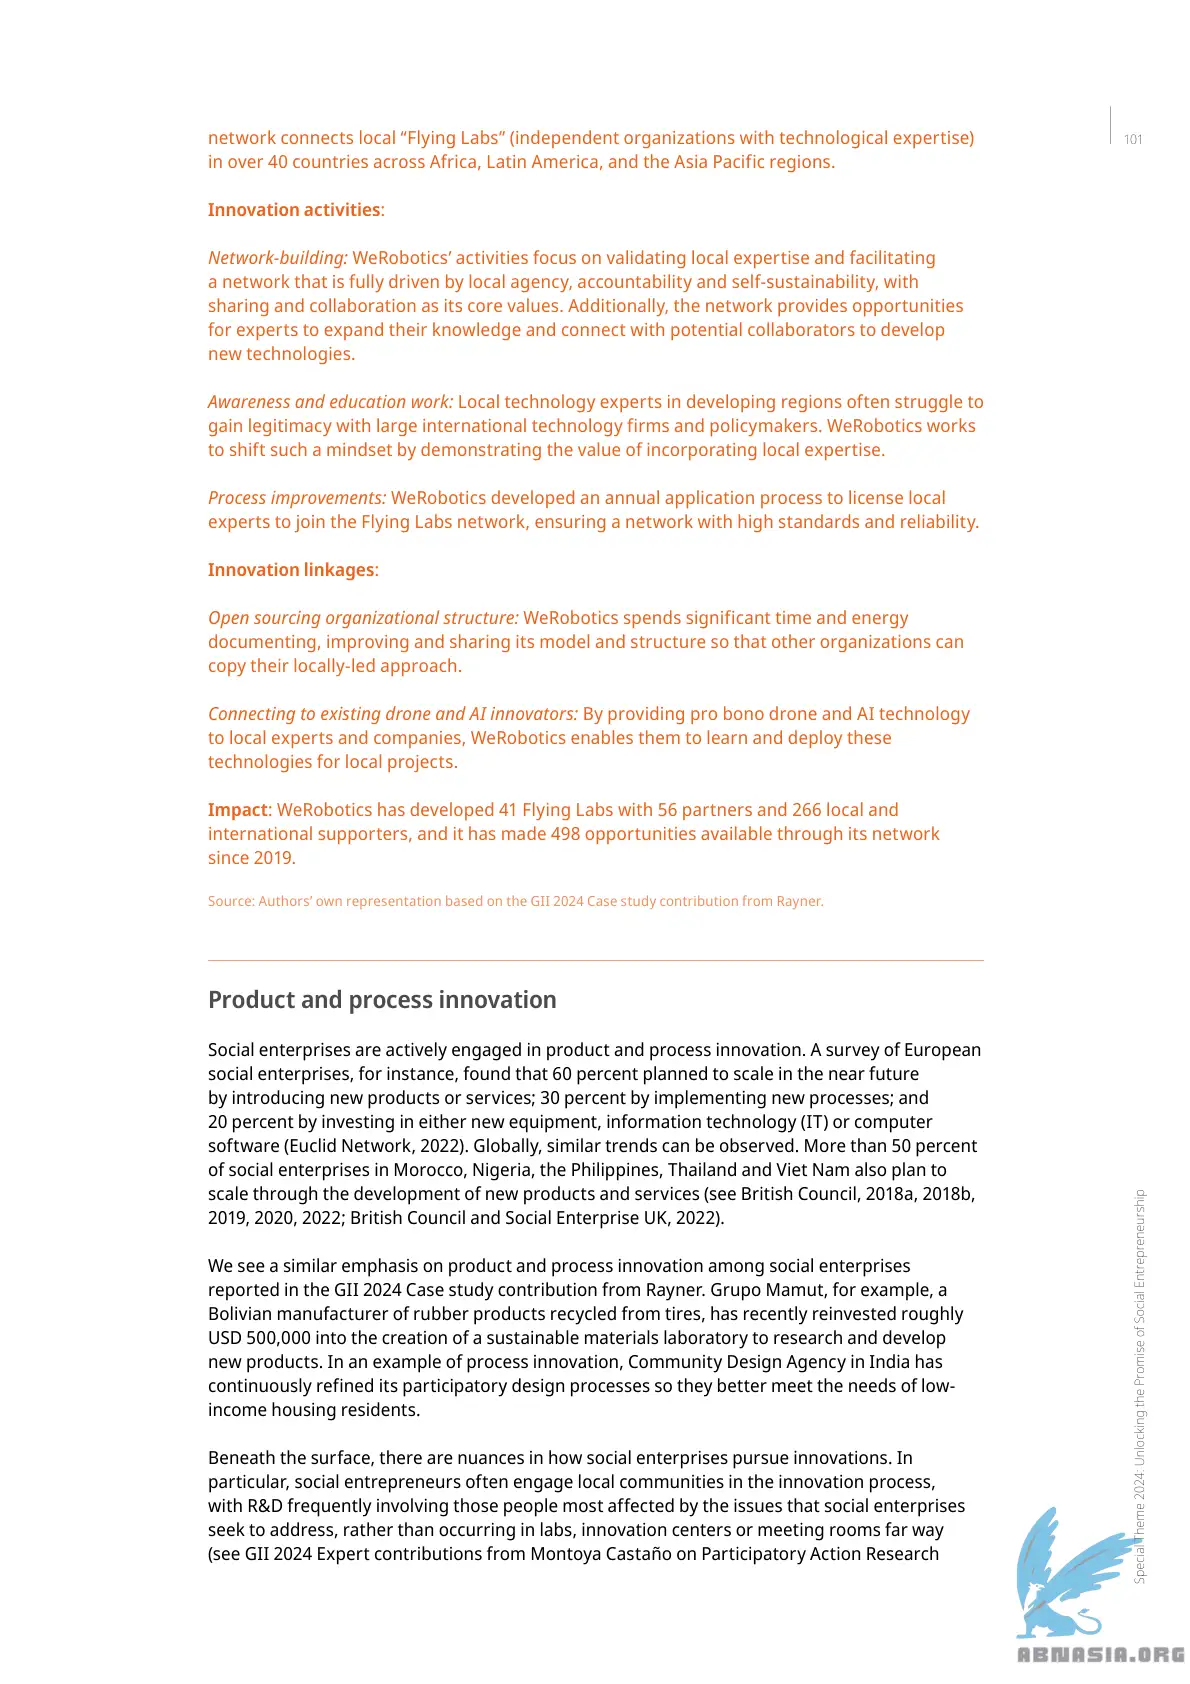 101
network connects local “Flying Labs” (independent organizations with technological expertise)
in over 40 countries across Africa, Latin America, and the Asia Pacific regions.
Innovation activities:
Network-building: WeRobotics’ activities focus on validating local expertise and facilitating
a network that is fully driven by local agency, accountability and self-sustainability, with
sharing and collaboration as its core values. Additionally, the network provides opportunities
for experts to expand their knowledge and connect with potential collaborators to develop
new technologies.
Awareness and education work: Local technology experts in developing regions often struggle to
gain legitimacy with large international technology firms and policymakers. WeRobotics works
to shift such a mindset by demonstrating the value of incorporating local expertise.
Process improvements: WeRobotics developed an annual application process to license local
experts to join the Flying Labs network, ensuring a network with high standards and reliability.
Innovation linkages:
Open sourcing organizational structure: WeRobotics spends significant time and energy
documenting, improving and sharing its model and structure so that other organizations can
copy their locally-led approach.
Connecting to existing drone and AI innovators: By providing pro bono drone and AI technology
to local experts and companies, WeRobotics enables them to learn and deploy these
technologies for local projects.
Impact: WeRobotics has developed 41 Flying Labs with 56 partners and 266 local and
international supporters, and it has made 498 opportunities available through its network
since 2019.
Source: Authors’ own representation based on the GII 2024 Case study contribution from Rayner.
Product and process innovation
Social enterprises are actively engaged in product and process innovation. A survey of European
social enterprises, for instance, found that 60 percent planned to scale in the near future
by introducing new products or services; 30 percent by implementing new processes; and
20 percent by investing in either new equipment, information technology (IT) or computer
software (Euclid Network, 2022). Globally, similar trends can be observed. More than 50 percent
of social enterprises in Morocco, Nigeria, the Philippines, Thailand and Viet Nam also plan to
scale through the development of new products and services (see British Council, 2018a, 2018b,
2019, 2020, 2022; British Council and Social Enterprise UK, 2022).
We see a similar emphasis on product and process innovation among social enterprises
reported in the GII 2024 Case study contribution from Rayner. Grupo Mamut, for example, a
Bolivian manufacturer of rubber products recycled from tires, has recently reinvested roughly
USD 500,000 into the creation of a sustainable materials laboratory to research and develop
new products. In an example of process innovation, Community Design Agency in India has
continuously refined its participatory design processes so they better meet the needs of low-
income housing residents.
Beneath the surface, there are nuances in how social enterprises pursue innovations. In
particular, social entrepreneurs often engage local communities in the innovation process,
with R&D frequently involving those people most affected by the issues that social enterprises
seek to address, rather than occurring in labs, innovation centers or meeting rooms far way
(see GII 2024 Expert contributions from Montoya Castaño on Participatory Action Research
Special Theme 2024: Unlocking the Promise of Social Entrepreneurship
ABNASIA.ORG